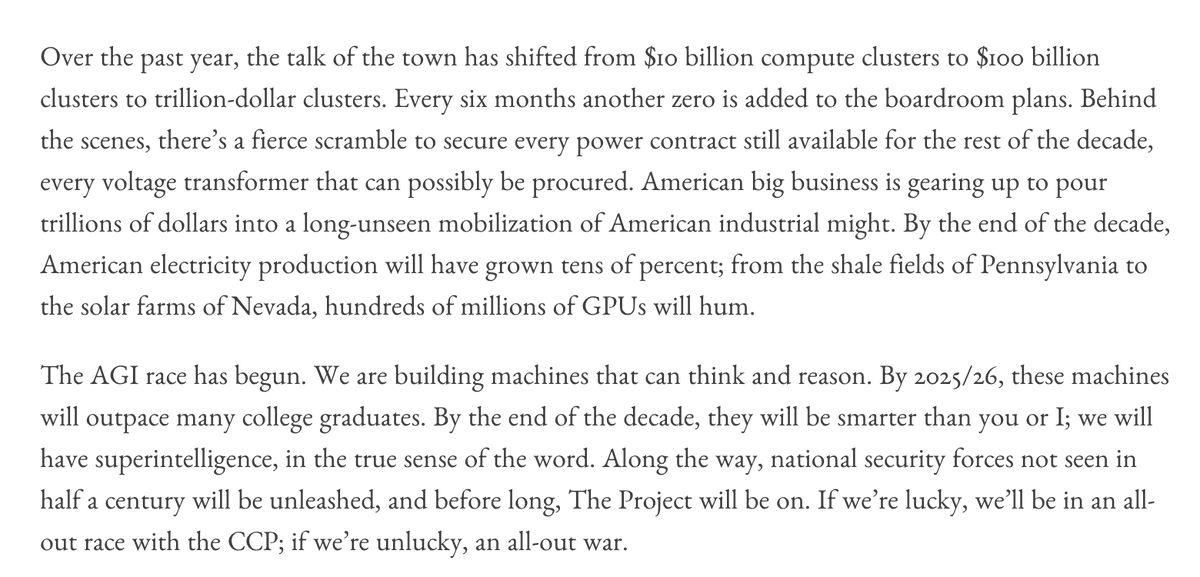 Over the past year, the talk of the town has shifted from $10 billion compute clusters to $100 billion
clusters to trillion-dollar clusters. Every six months another zero is added to the boardroom plans. Behind
the scenes, there’s a fierce scramble to secure every power contract still available for the rest of the decade,
every voltage transformer that can possibly be procured. American big business is gearing up to pour
trillions of dollars into a long-unseen mobilization of American industrial might. By the end of the decade,
American electricity production will have grown tens of percent; from the shale fields of Pennsylvania to
the solar farms of Nevada, hundreds of millions of GPUs will hum.
The AGI race has begun. We are building machines that can think and reason. By 2025/26, these machines
will outpace many college graduates. By the end of the decade, they will be smarter than you or I; we will
have superintelligence, in the true sense of the word. Along the way, national security forces not seen in
half a century will be unleashed, and before long, The Project will be on. If we’re lucky, we’ll be in an all-
out race with the CCP; if we’re unlucky, an all-out war.